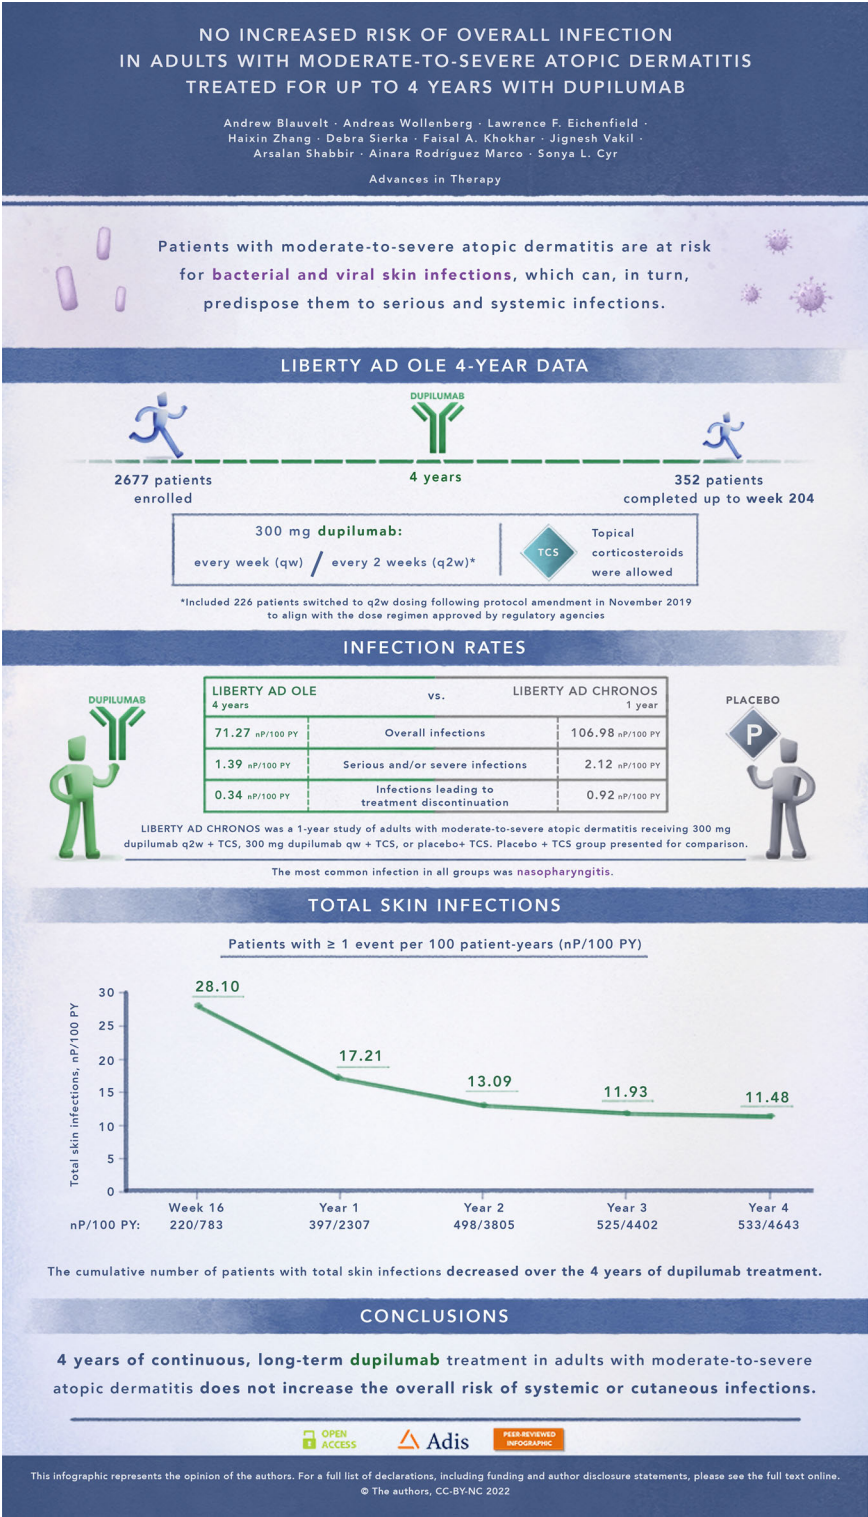 NO INCREASED RISK OF OVERALL INFECTION
IN ADULTS WITH MODERATE-TO-SEVERE ATOPIC DERMATITIS
TREATED FOR UP TO 4 YEARS WITH DUPILUMAB
Andrew Blauvelt · Andreas Wollenberg · Lawrence F. Eichenfield ·
Haixin Zhang · Debra Sierka · Faisal A. Khokhar · Jignesh Vakil ·
Arsalan Shabbir · Ainara Rodríguez Marco · Sonya L. Cyr
Advances in Therapy
Patients with moderate-to-severe atopic dermatitis are at risk
for bacterial and viral skin infections, which can, in turn,
predispose them to serious and systemic infections.
LIBERTY AD OLE 4-YEAR DATA
DUPILUMAB
2677 patients
enrolled
4 years
352 patients
completed up to week 204
300 mg dupilumab:
every week (qw) / every 2 weeks (q2w)*
TCS
Topical
corticosteroids
were allowed
*Included 226 patients switched to q2w dosing following protocol amendment in November 2019
to align with the dose regimen approved by regulatory agencies
INFECTION RATES
DUPILUMAB
LIBERTY AD OLE
4 years
vs.
LIBERTY AD CHRONOS
1 year
PLACEBO
P
71.27 nP/100 PY Overall infections 106.98 nP/100 PY
1.39 nP/100 PY Serious and/or severe infections 2.12 nP/100 PY
0.34 nP/100 PY Infections leading to
treatment discontinuation 0.92 nP/100 PY
LIBERTY AD CHRONOS was a 1-year study of adults with moderate-to-severe atopic dermatitis receiving 300 mg
dupilumab q2w + TCS, 300 mg dupilumab qw + TCS, or placebo+ TCS. Placebo + TCS group presented for comparison.
The most common infection in all groups was nasopharyngitis.
TOTAL SKIN INFECTIONS
Patients with ≥ 1 event per 100 patient-years (nP/100 PY)
Total skin infections, nP/100 PY
30
25
20
15
10
5
0
28.10
17.21
13.09
11.93
11.48
Week 16 Year 1 Year 2 Year 3 Year 4
nP/100 PY: 220/783 397/2307 498/3805 525/4402 533/4643
The cumulative number of patients with total skin infections decreased over the 4 years of dupilumab treatment.
CONCLUSIONS
4 years of continuous, long-term dupilumab treatment in adults with moderate-to-severe
atopic dermatitis does not increase the overall risk of systemic or cutaneous infections.
OPEN
ACCESS
Adis
PEER-REVIEWED
INFOGRAPHIC
This infographic represents the opinion of the authors. For a full list of declarations, including funding and author disclosure statements, please see the full text online.
© The authors, CC-BY-NC 2022